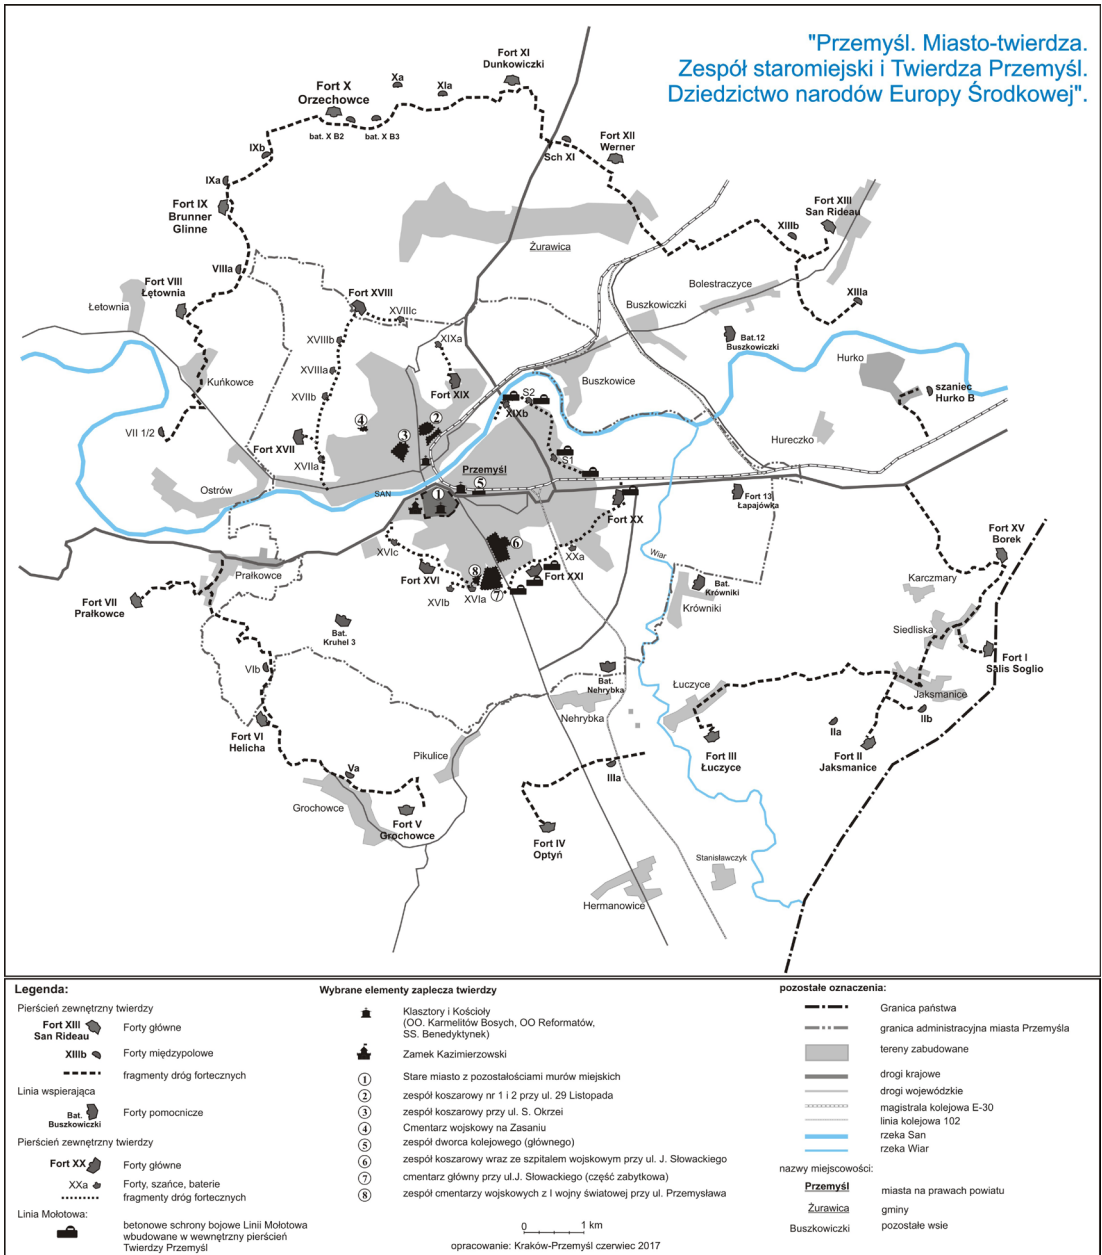 "Przemyśl. Miasto-twierdza.
Zespół staromiejski i Twierdza Przemyśl.
Dziedzictwo narodów Europy Środkowej".
Fort XI
Dunkowiczki
Xa
XIa
Fort X
Orzechowce
bat. X B2
bat. X B3
Sch XI
Fort XII
Werner
IXb
IXa
Fort IX
Brunner
Glinne
Fort XIII
San Rideau
XIIIb
Żurawica
VIIIa
Fort VIII
Łętownia
Łetownia
Fort XVIII
XVIIIc
Bolestraszyce
XIIIa
Buszkowiczki
XVIIIb
XIXa
Bat.12
Buszkowiczki
Hurko
XVIIIa
Kuńkowce
Buszkowice
szaniec
Hurko B
XVIIb
Fort XIX
S2
XIXb
4
2
3
VII 1/2
Fort XVII
Hureczko
XVIIa
S1
Przemyśl
5
Ostrów
SAN
1
Fort 13
Łapajówka
Fort XX
Fort XV
Borek
6
XVIc
XXa
Wiar
Prałkowce
Fort XVI
8
Fort XXI
Bat.
Krówniki
Karczmary
Fort VII
Prałkowce
XVIb
XVIa
7
Krówniki
Siedliska
Bat.
Kruhel 3
Fort I
Salis Soglio
VIb
Bat.
Nehrybka
Łuczyce
Jaksmanice
Nehrybka
IIb
IIa
Fort VI
Helicha
Pikulice
Fort III
Łuczyce
Fort II
Jaksmanice
Va
IIIa
Grochowce
Fort V
Grochowce
Fort IV
Optyń
Stanisławczyk
Hermanowice
Legenda:
Pierścień zewnętrzny twierdzy
Fort XIII
San Rideau
Forty główne
XIIIb
Forty międzypolowe
fragmenty dróg fortecznych
Linia wspierająca
Bat.
Buszkowiczki
Forty pomocnicze
Pierścień zewnętrzny twierdzy
Fort XX
Forty główne
XXa
Forty, szańce, baterie
fragmenty dróg fortecznych
Linia Mołotowa:
betonowe schrony bojowe Linii Mołotowa
wbudowane w wewnętrzny pierścień
Twierdzy Przemyśl
Wybrane elementy zaplecza twierdzy
Klasztory i Kościoły
(OO. Karmelitów Bosych, OO Reformatów,
SS. Benedyktynek)
Zamek Kazimierzowski
1 Stare miasto z pozostałościami murów miejskich
2 zespół koszarowy nr 1 i 2 przy ul. 29 Listopada
3 zespół koszarowy przy ul. S. Okrzei
4 Cmentarz wojskowy na Zasaniu
5 zespół dworca kolejowego (głównego)
6 zespół koszarowy wraz ze szpitalem wojskowym przy ul. J. Słowackiego
7 cmentarz główny przy ul.J. Słowackiego (część zabytkowa)
8 zespół cmentarzy wojskowych z I wojny światowej przy ul. Przemysława
0 1 km
opracowanie: Kraków-Przemyśl czerwiec 2017
pozostałe oznaczenia:
Granica państwa
granica administracyjna miasta Przemyśla
tereny zabudowane
drogi krajowe
drogi wojewódzkie
magistrala kolejowa E-30
linia kolejowa 102
rzeka San
rzeka Wiar
nazwy miejscowości:
Przemyśl
miasta na prawach powiatu
Żurawica
gminy
Buszkowiczki
pozostałe wsie